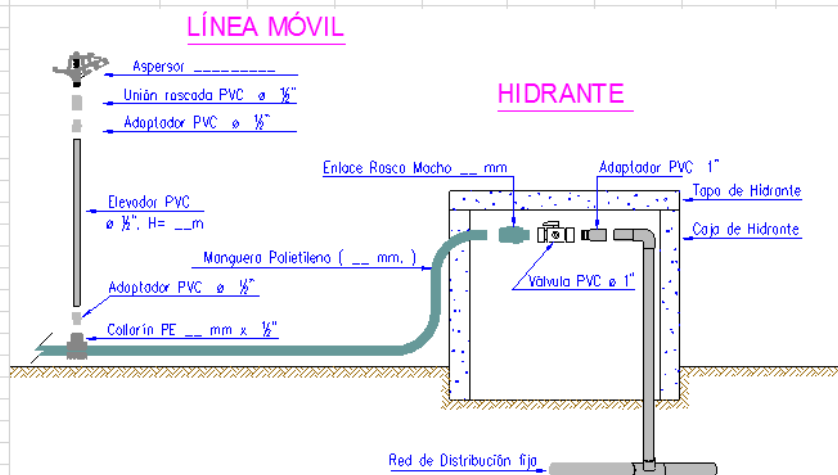 LÍNEA MÓVIL
Aspersor _________
Unión roscada PVC ø ½"
Adaptador PVC ø ½"
Elevador PVC
ø ½", H= __m
Adaptador PVC ø ½"
Collarín PE __ mm x ½"
Manguera Polietileno ( __ mm. )
HIDRANTE
Enlace Rosca Macho __ mm
Adaptador PVC 1"
Tapa de Hidrante
Caja de Hidrante
Válvula PVC ø 1"
Red de Distribución fija